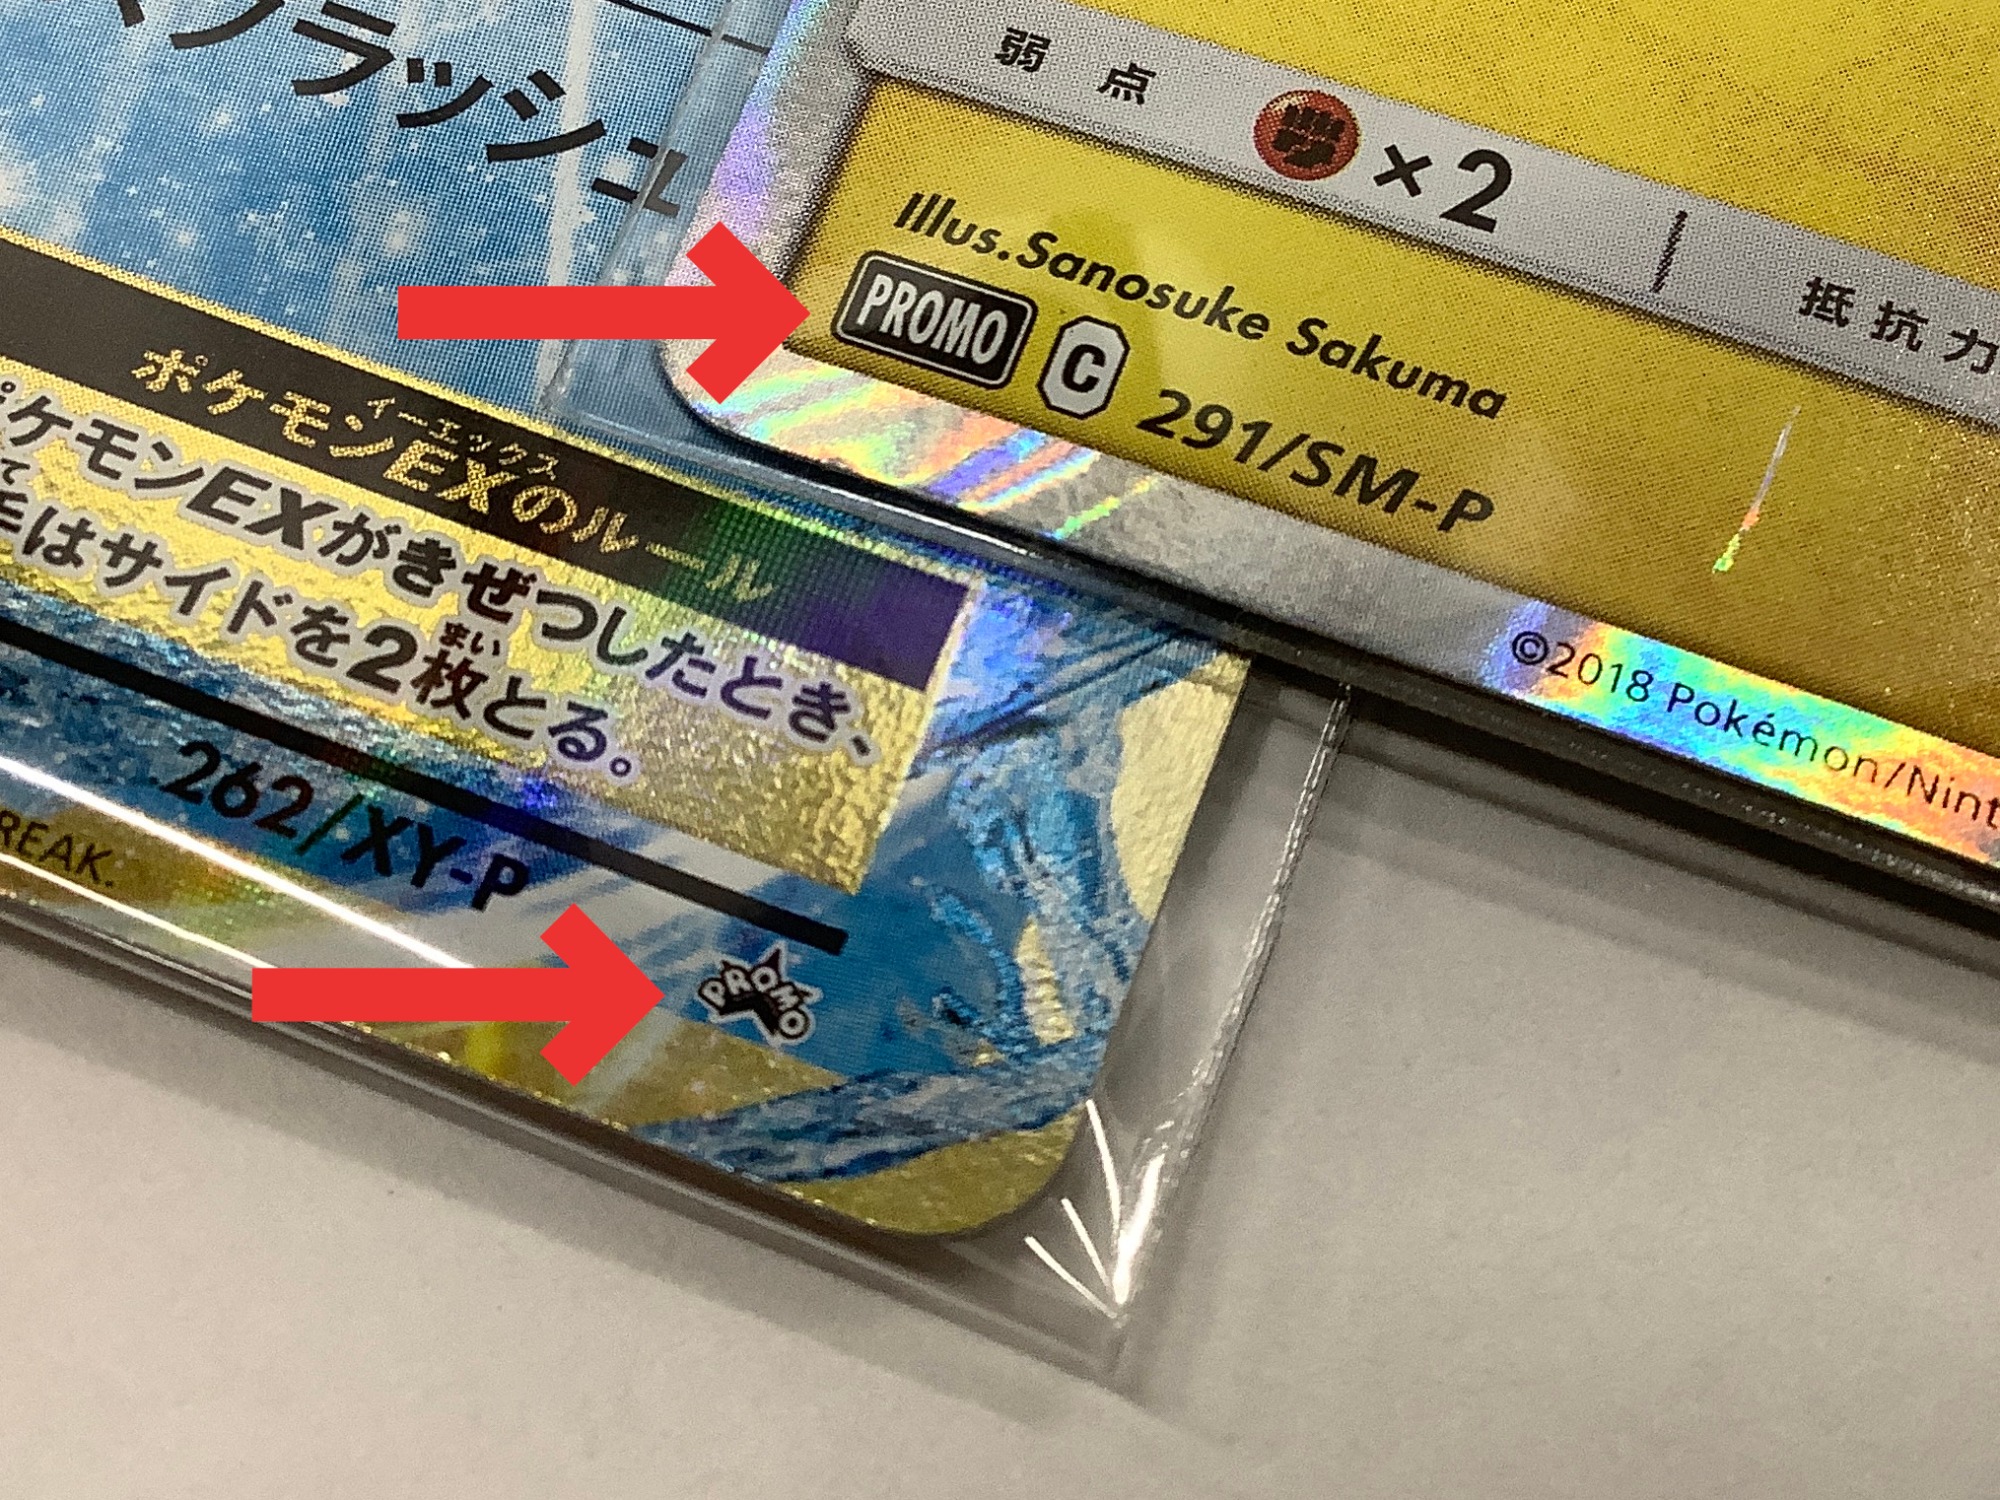 フラッシュ
弱点
×2
抵抗力
Illus.Sanosuke Sakuma
PROMO C 291/SM-P
©2018 Pokémon/Nint
イーエックス
ポケモンEXのルール
ケモンEXがきぜつしたとき、
て
まい
はサイドを2枚とる。
262/XY-P
REAK.
PROMO